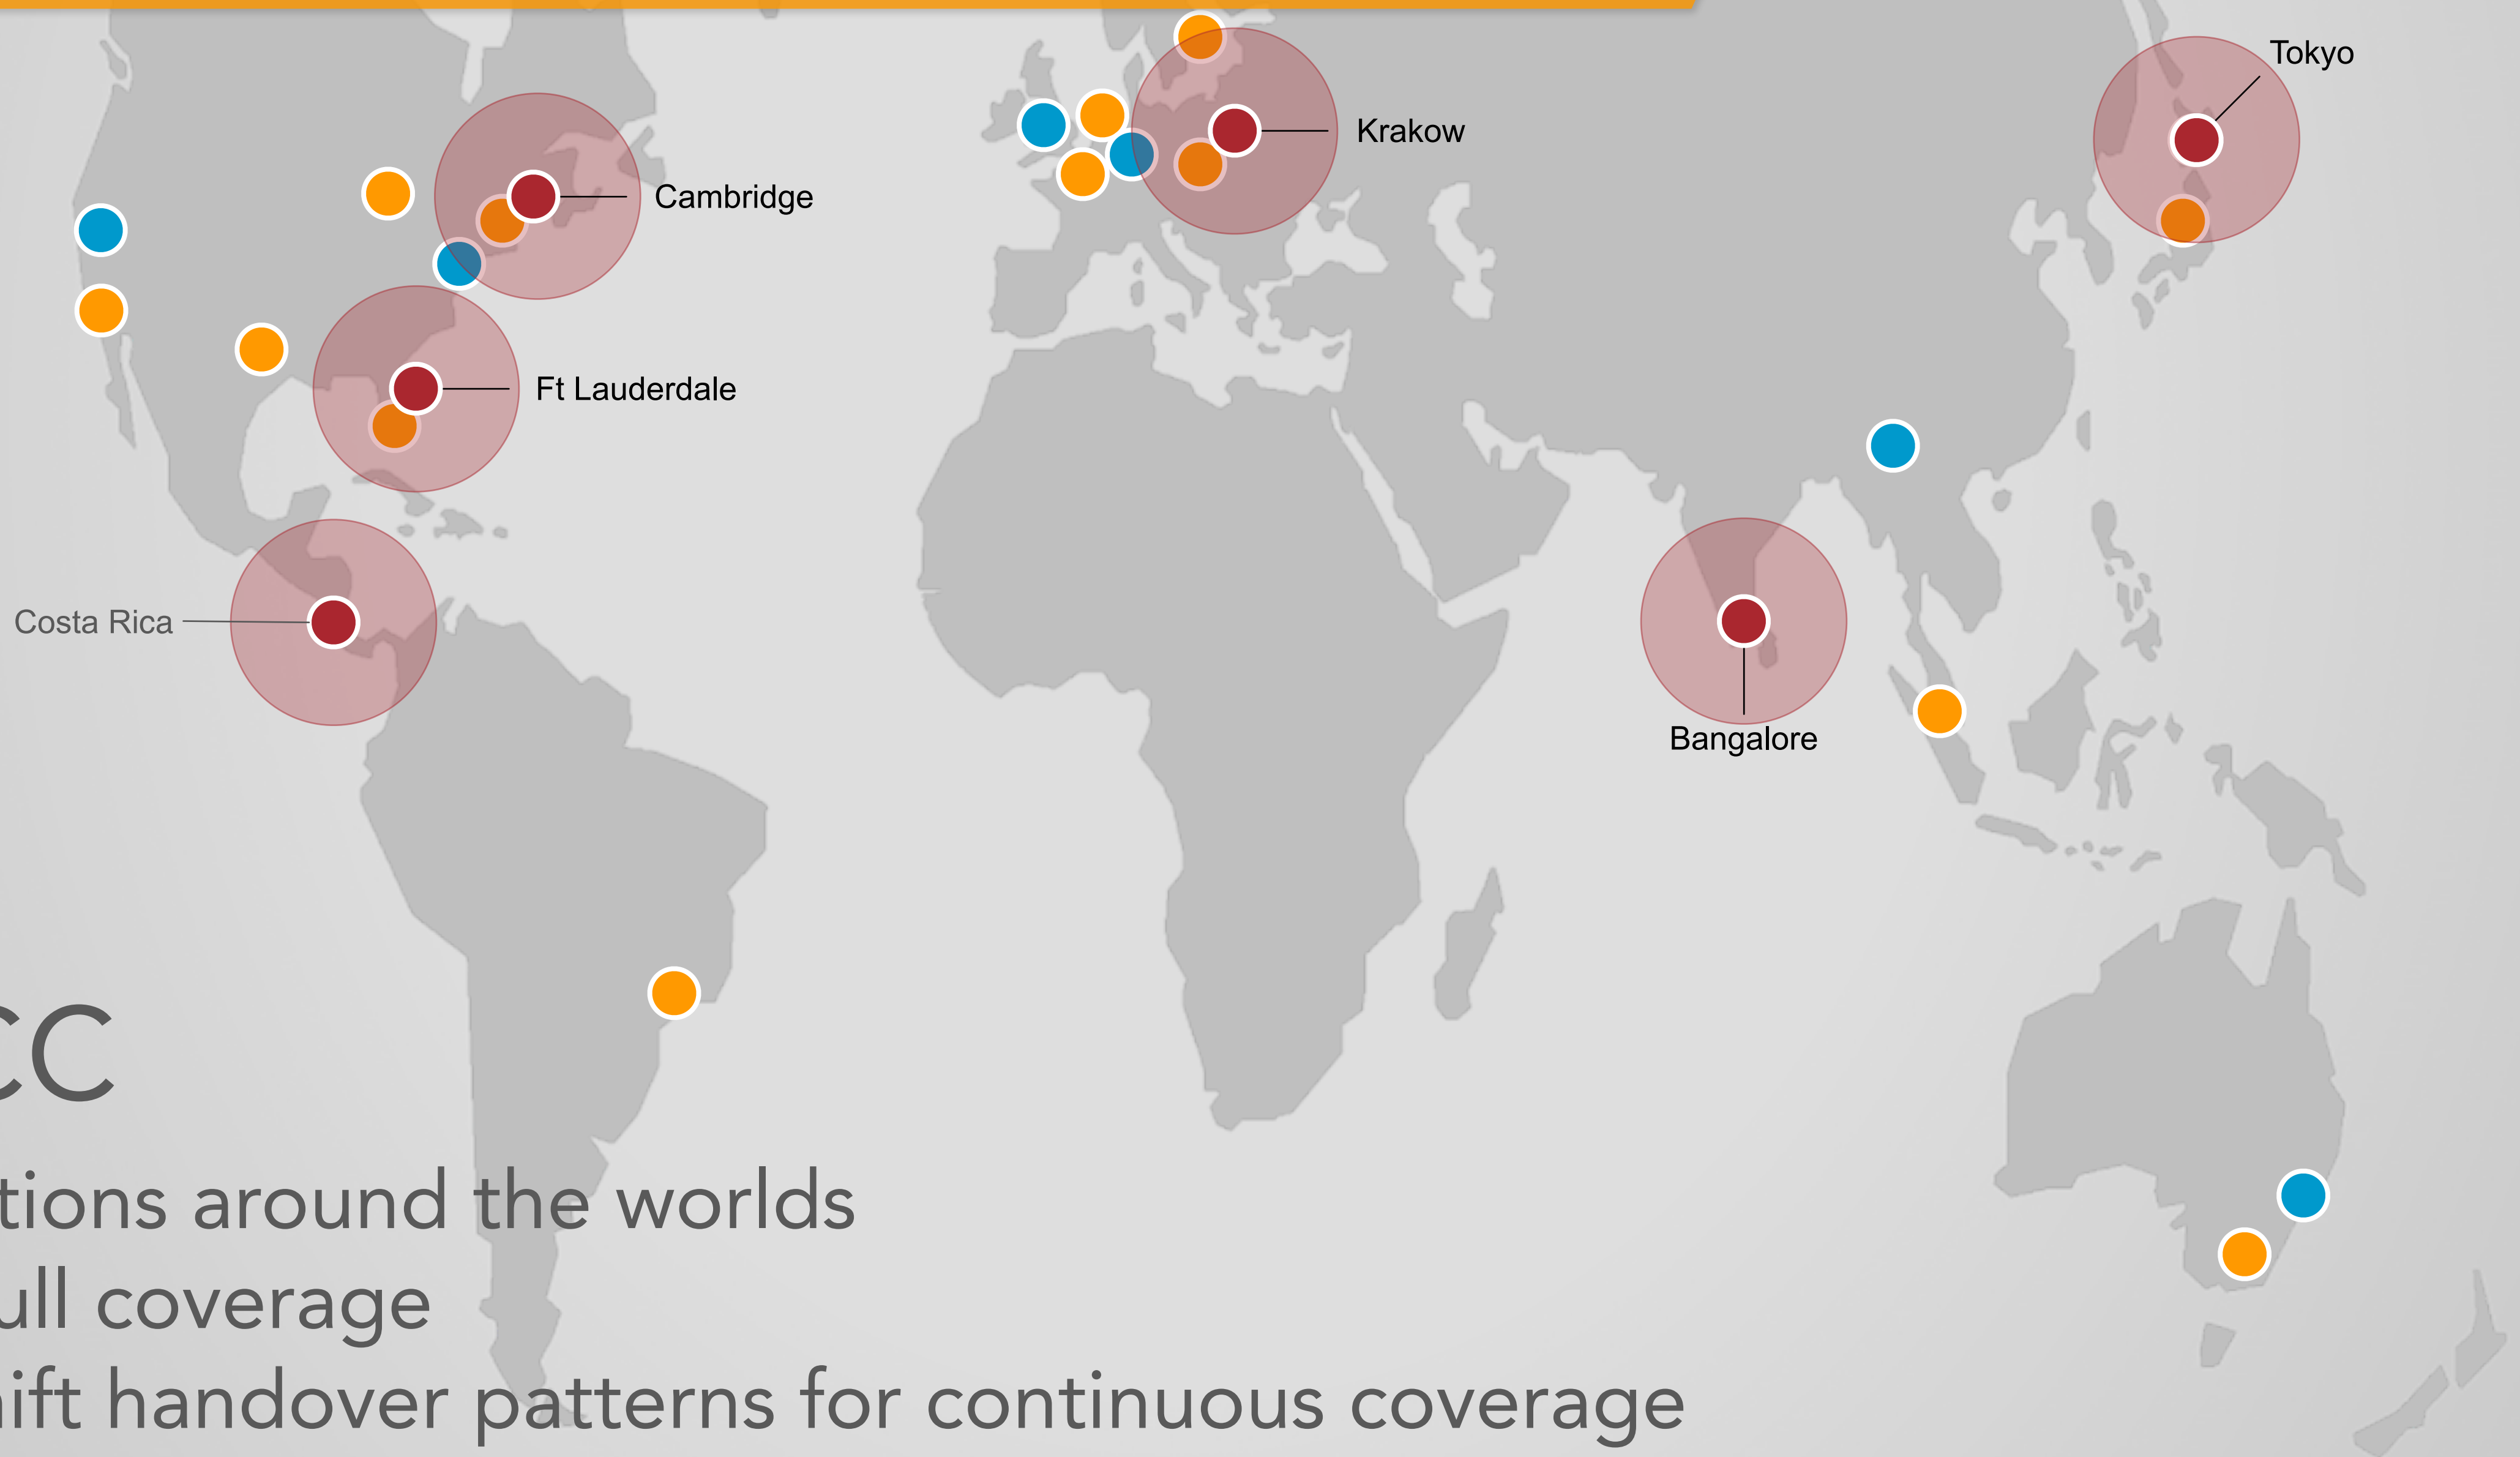 Tokyo
Krakow
Cambridge
Ft Lauderdale
Costa Rica
Bangalore
CC
tions around the worlds
ull coverage
ift handover patterns for continuous coverage